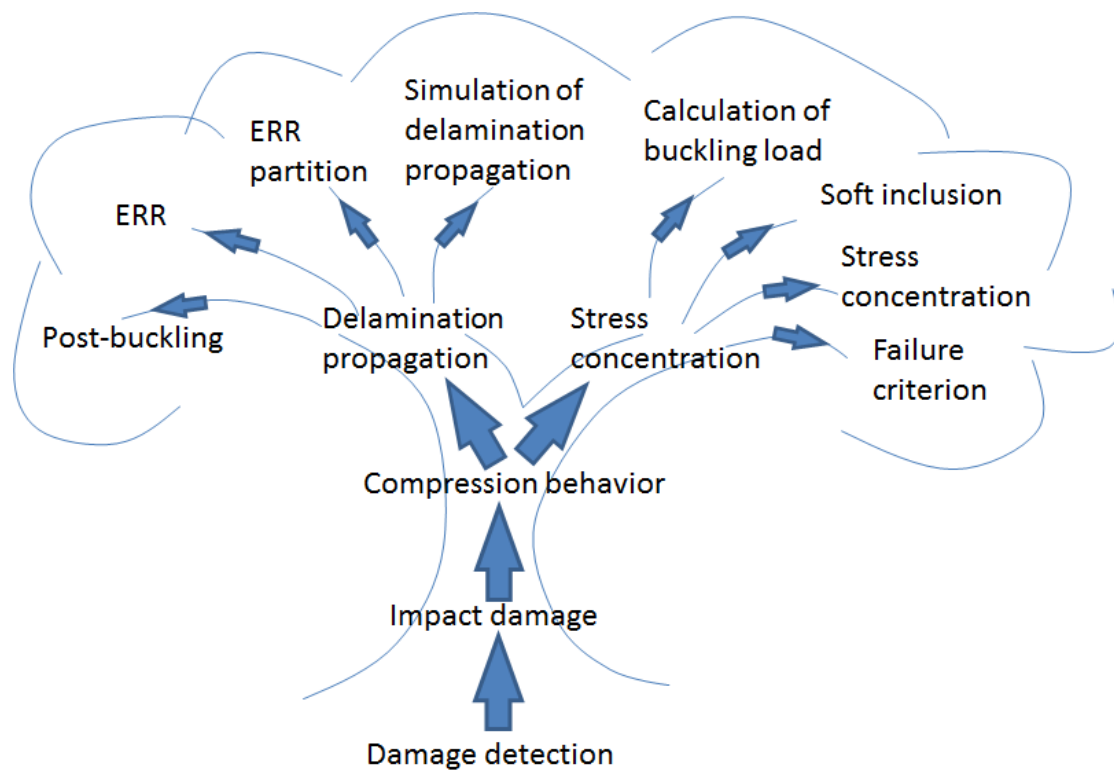 Simulation of
delamination
propagation
Calculation of
buckling load
ERR
partition
Soft inclusion
ERR
Stress
concentration
Post-buckling
Delamination
propagation
Stress
concentration
Failure
criterion
Compression behavior
Impact damage
Damage detection